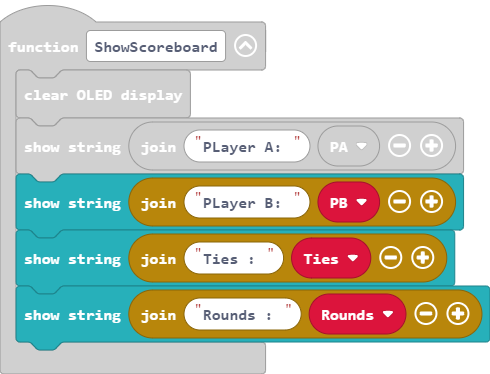 function ShowScoreboard
clear OLED display
show string join "PLayer A: " PA
show string join "PLayer B: " PB
show string join "Ties : " Ties
show string join "Rounds : " Rounds